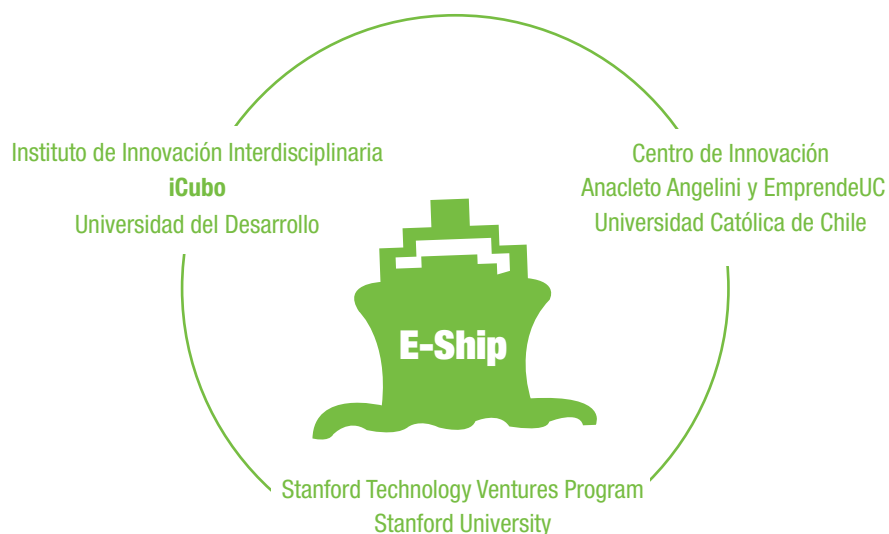 Instituto de Innovación Interdisciplinaria
iCubo
Universidad del Desarrollo
Centro de Innovación
Anacleto Angelini y EmprendeUC
Universidad Católica de Chile
E-Ship
Stanford Technology Ventures Program
Stanford University